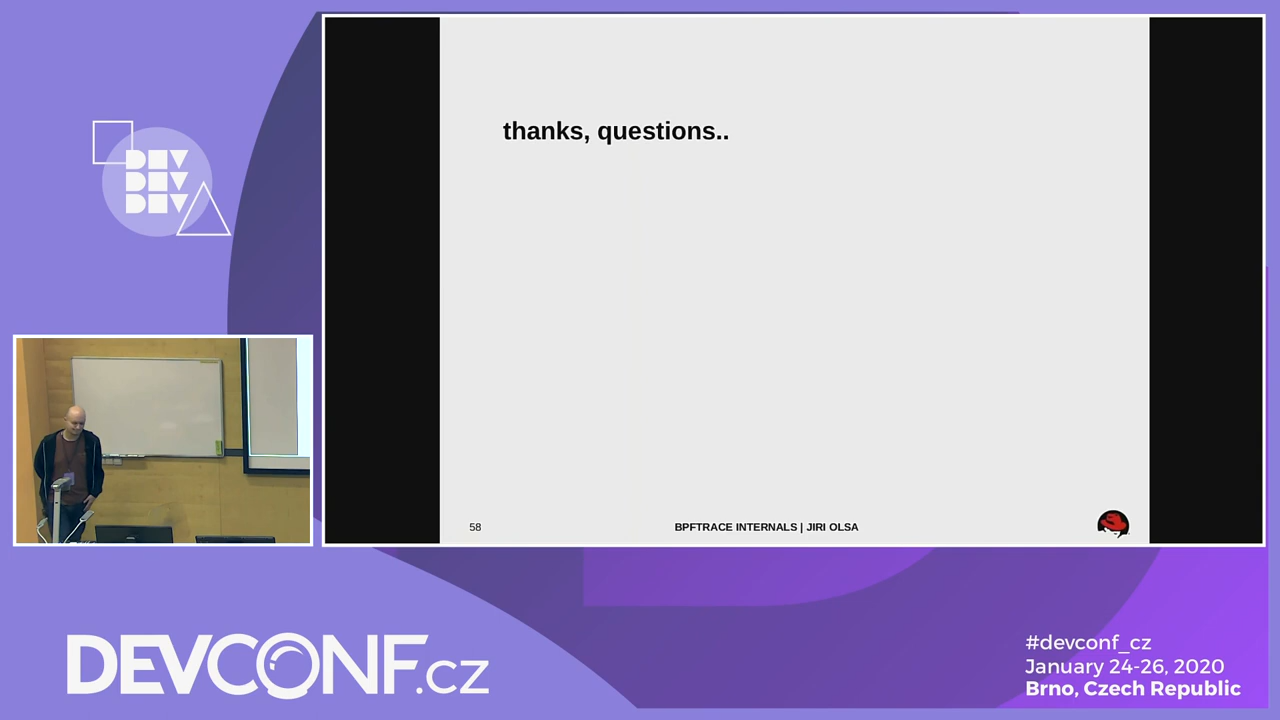 DEV
DEV
DEV
thanks, questions..
58
BPFTRACE INTERNALS | JIRI OLSA
DEVCONF.cz
#devconf_cz
January 24-26, 2020
Brno, Czech Republic